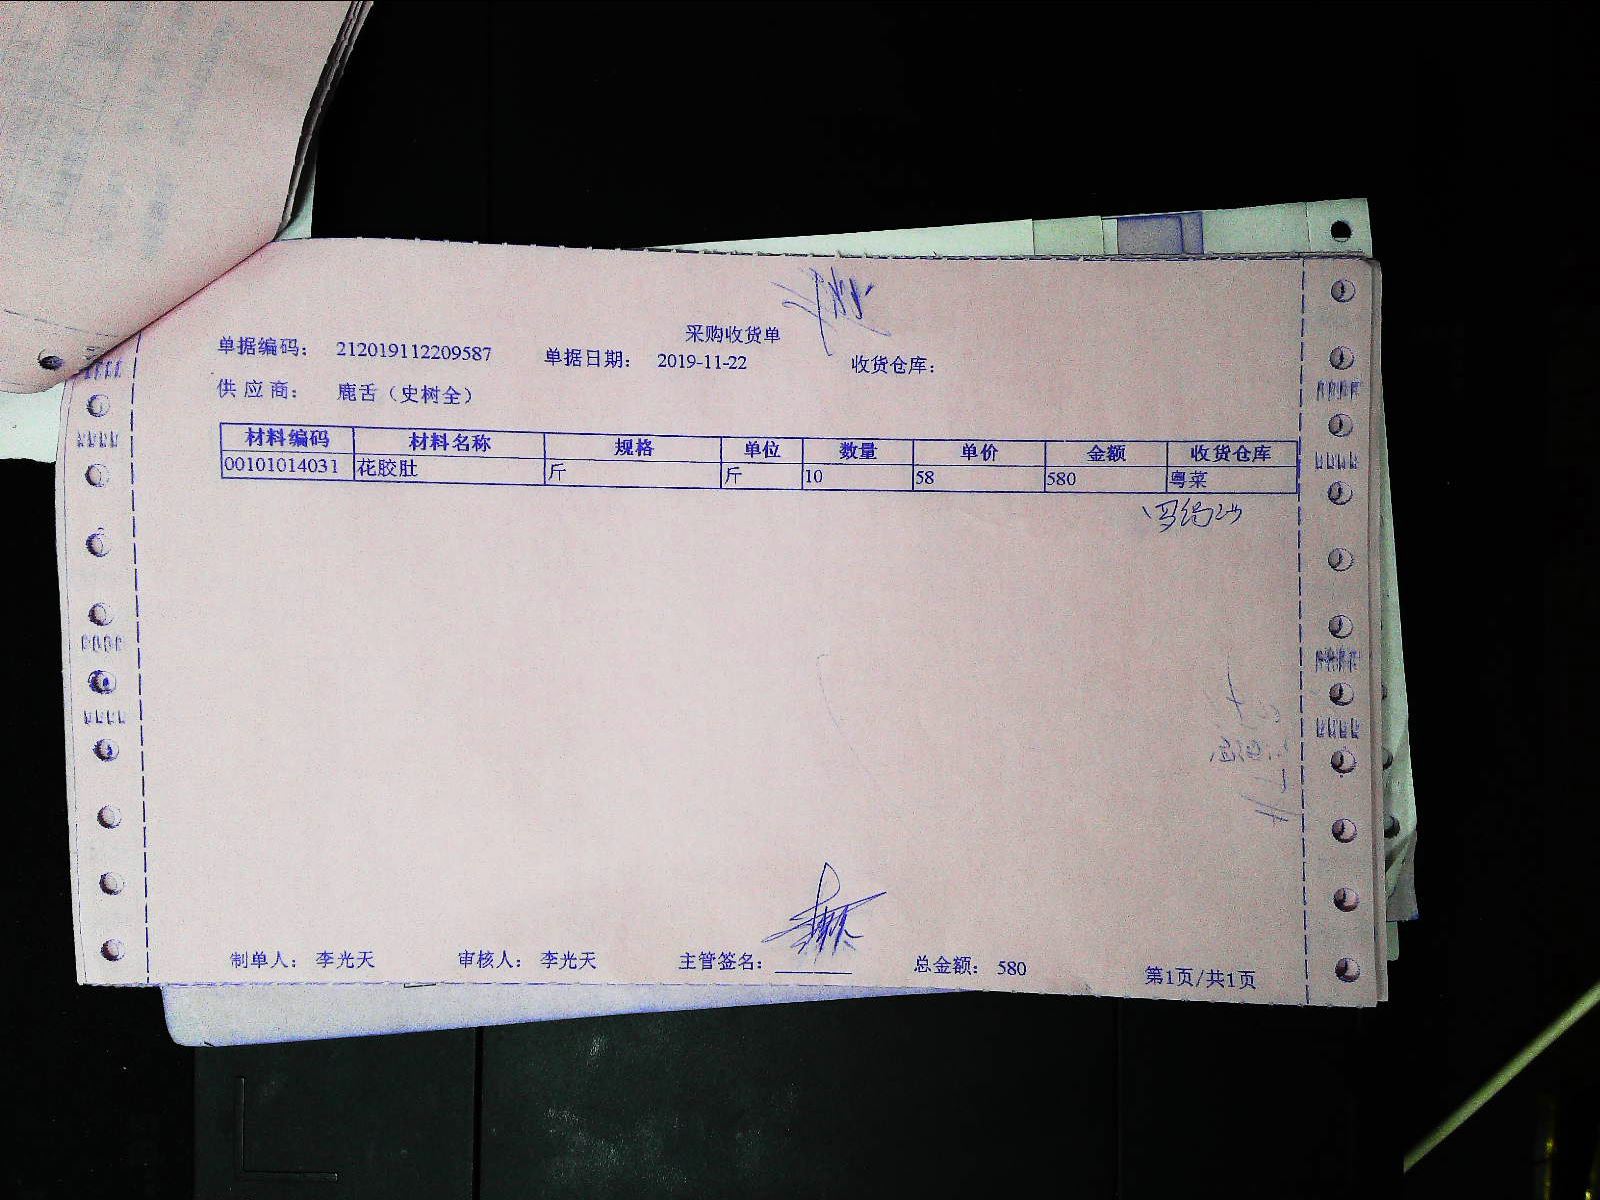 采购收货单
单据编码： 212019112209587 单据日期： 2019-11-22 收货仓库：
供应商： 鹿舌（史树全）
材料编码 材料名称 规格 单位 数量 单价 金额 收货仓库
00101014031 花胶肚 斤 斤 10 58 580 粤菜
制单人： 李光天 审核人： 李光天 主管签名： 总金额： 580 第1页/共1页